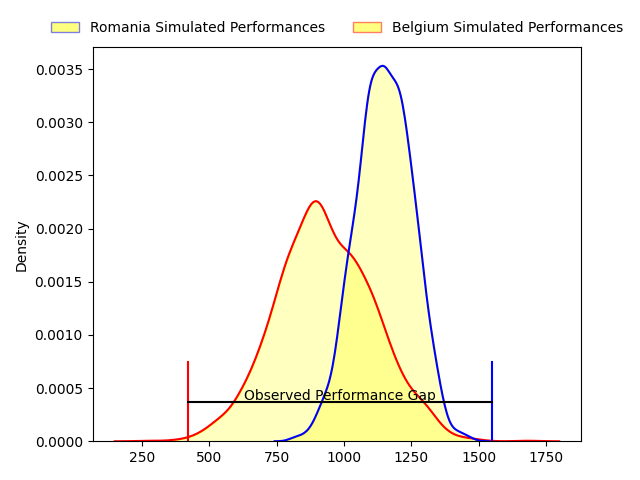 Romania Simulated Performances
Belgium Simulated Performances
Density
0.0035
0.0030
0.0025
0.0020
0.0015
0.0010
0.0005
0.0000
Observed Performance Gap
250 500 750 1000 1250 1500 1750